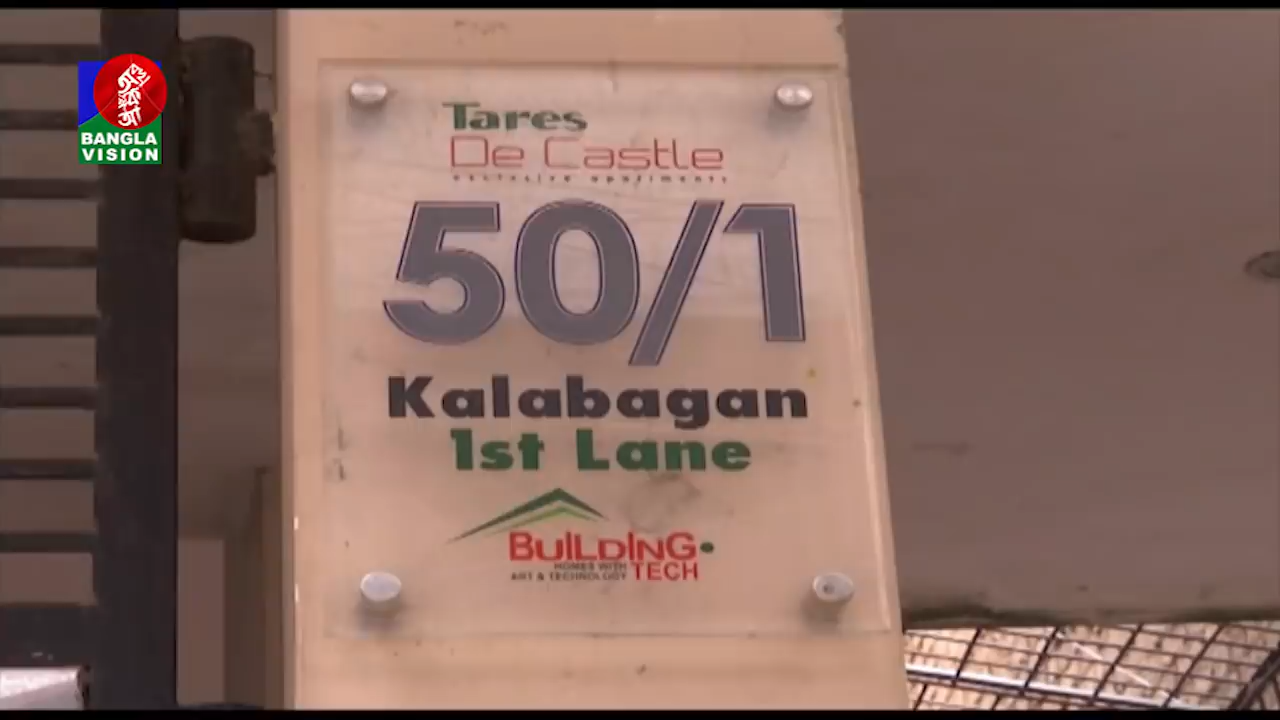 BANGLA
VISION
Tares
De Castle
exclusive apartments
50/1
Kalabagan
1st Lane
BUILDING
HOMES WITH
ART & TECHNOLOGY
TECH